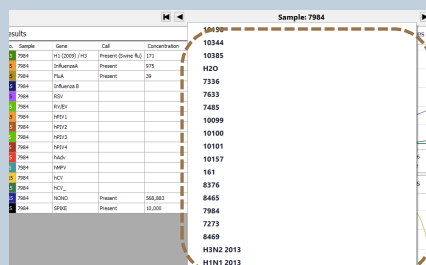 Sample: 7984
esults
o. Sample Gene Call Concentration
7984 H1 (2009) / H3 Present (Swine flu) 171
7984 InfluenzaA Present 975
7984 FluA Present 39
7984 Influenza B
7984 RSV
7984 RV/EV
7984 hPIV1
7984 hPIV2
7984 hPIV3
7984 hPIV4
7984 hAdv
7984 hMPV
7984 hCV
7984 hCV_
7984 NONO Present 568,883
7984 SPIKE Present 10,000
10150
10344
10385
H2O
7336
7633
7485
10099
10100
10101
10157
161
8376
8465
7984
7273
8469
H3N2 2013
H1N1 2013